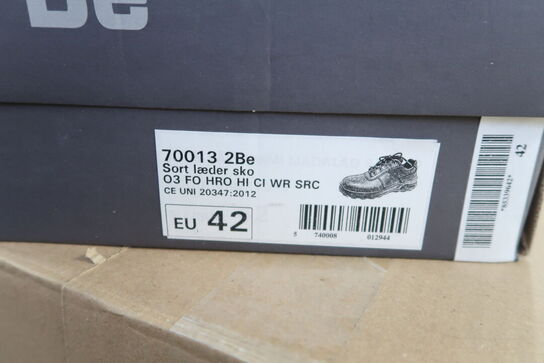 Be
70013 2Be
Sort læder sko
O3 FO HRO HI CI WR SRC
CE UNI 20347:2012
EU 42
5 740008 012944
42